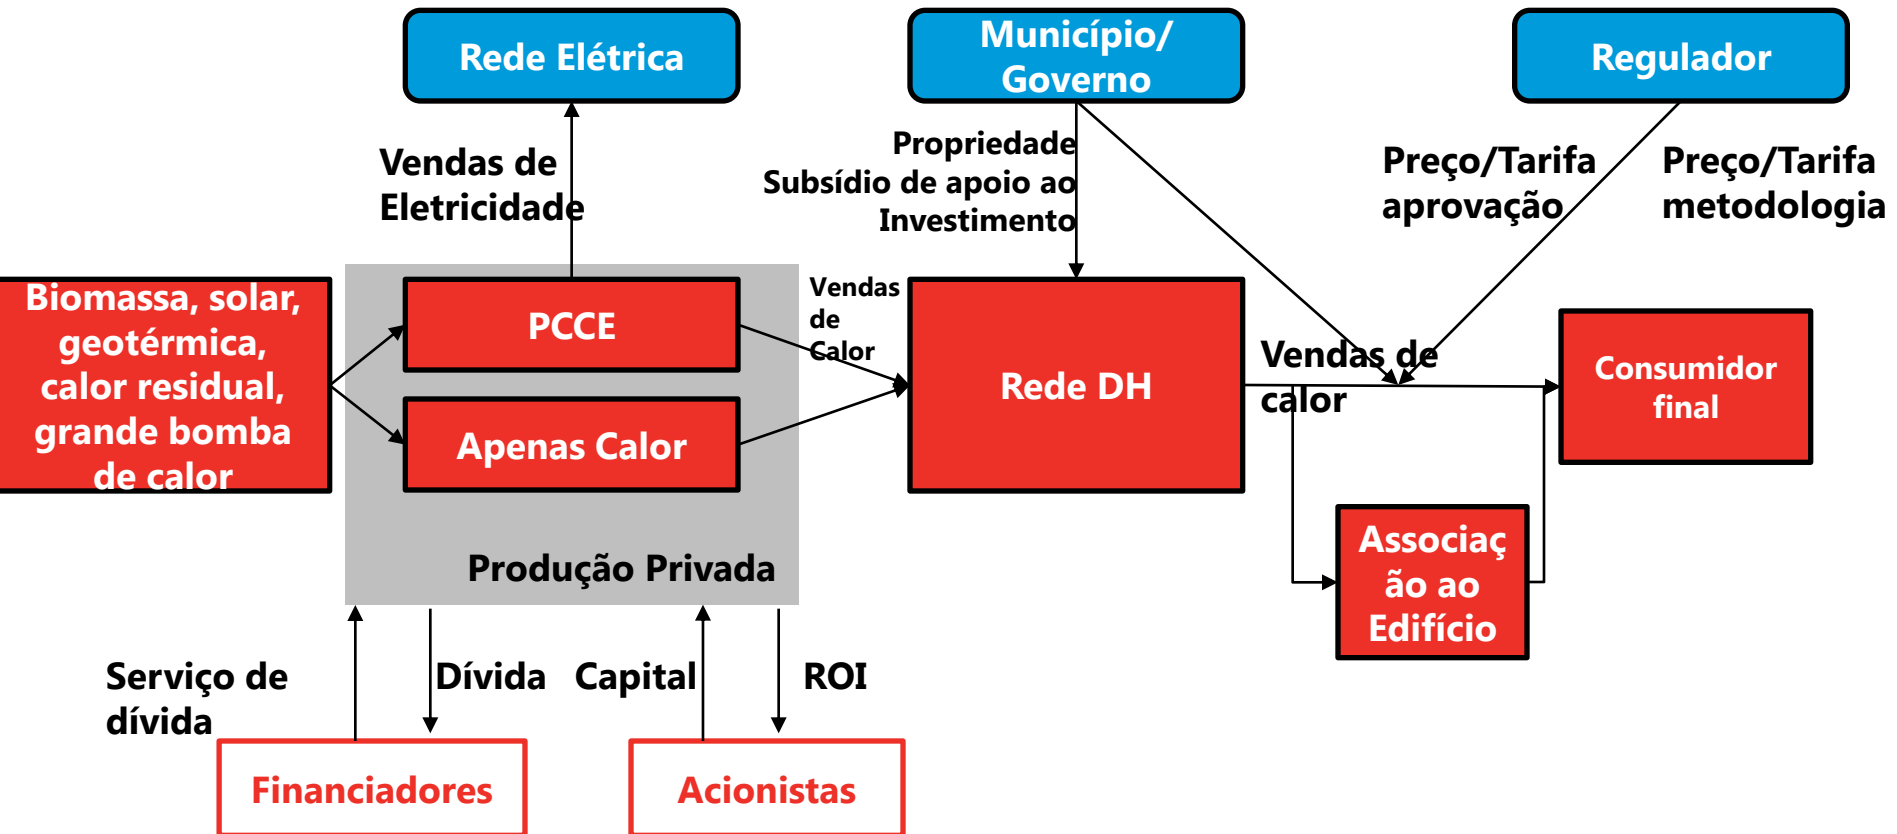 Rede Elétrica
Município/
Governo
Regulador
Vendas de
Eletricidade
Propriedade
Subsídio de apoio ao
Investimento
Preço/Tarifa
aprovação
Preço/Tarifa
metodologia
Biomassa, solar,
geotérmica,
calor residual,
grande bomba
de calor
PCCE
Apenas Calor
Produção Privada
Vendas
de
Calor
Rede DH
Vendas de
calor
Consumidor
final
Associaç
ão ao
Edifício
Serviço de
dívida
Dívida
Capital
ROI
Financiadores
Acionistas